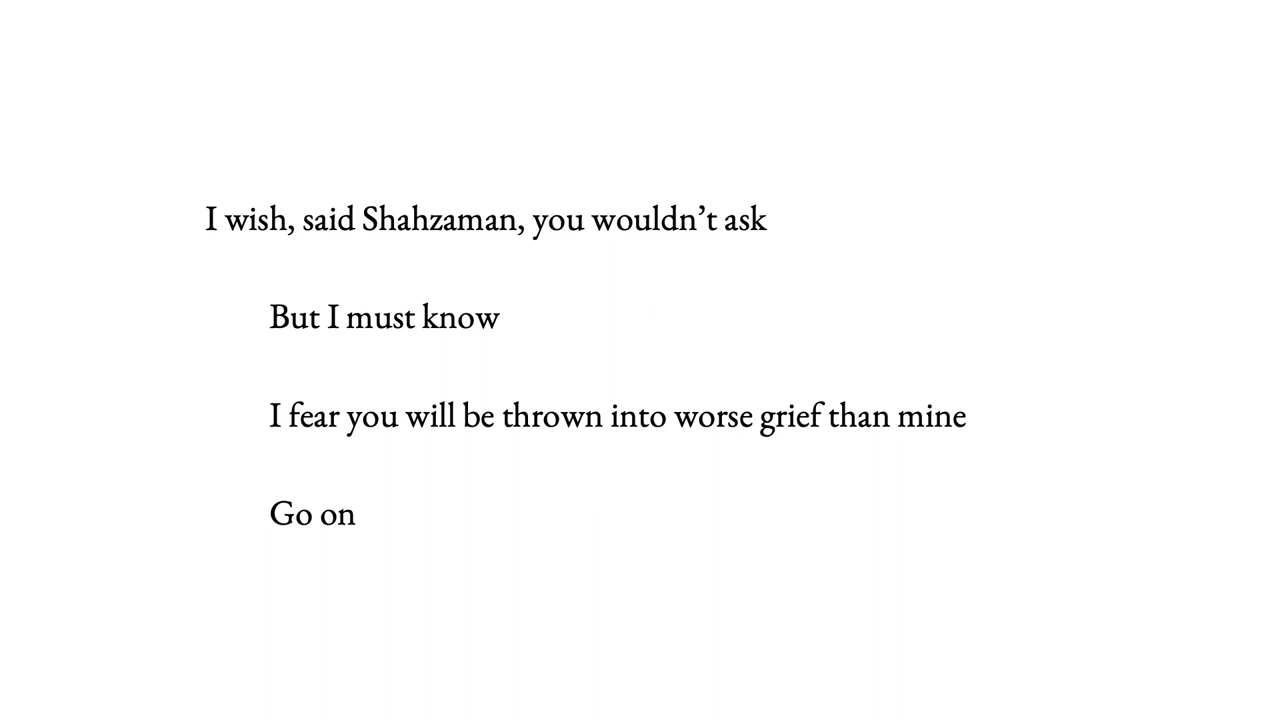 I wish, said Shahzaman, you wouldn’t ask
But I must know
I fear you will be thrown into worse grief than mine
Go on